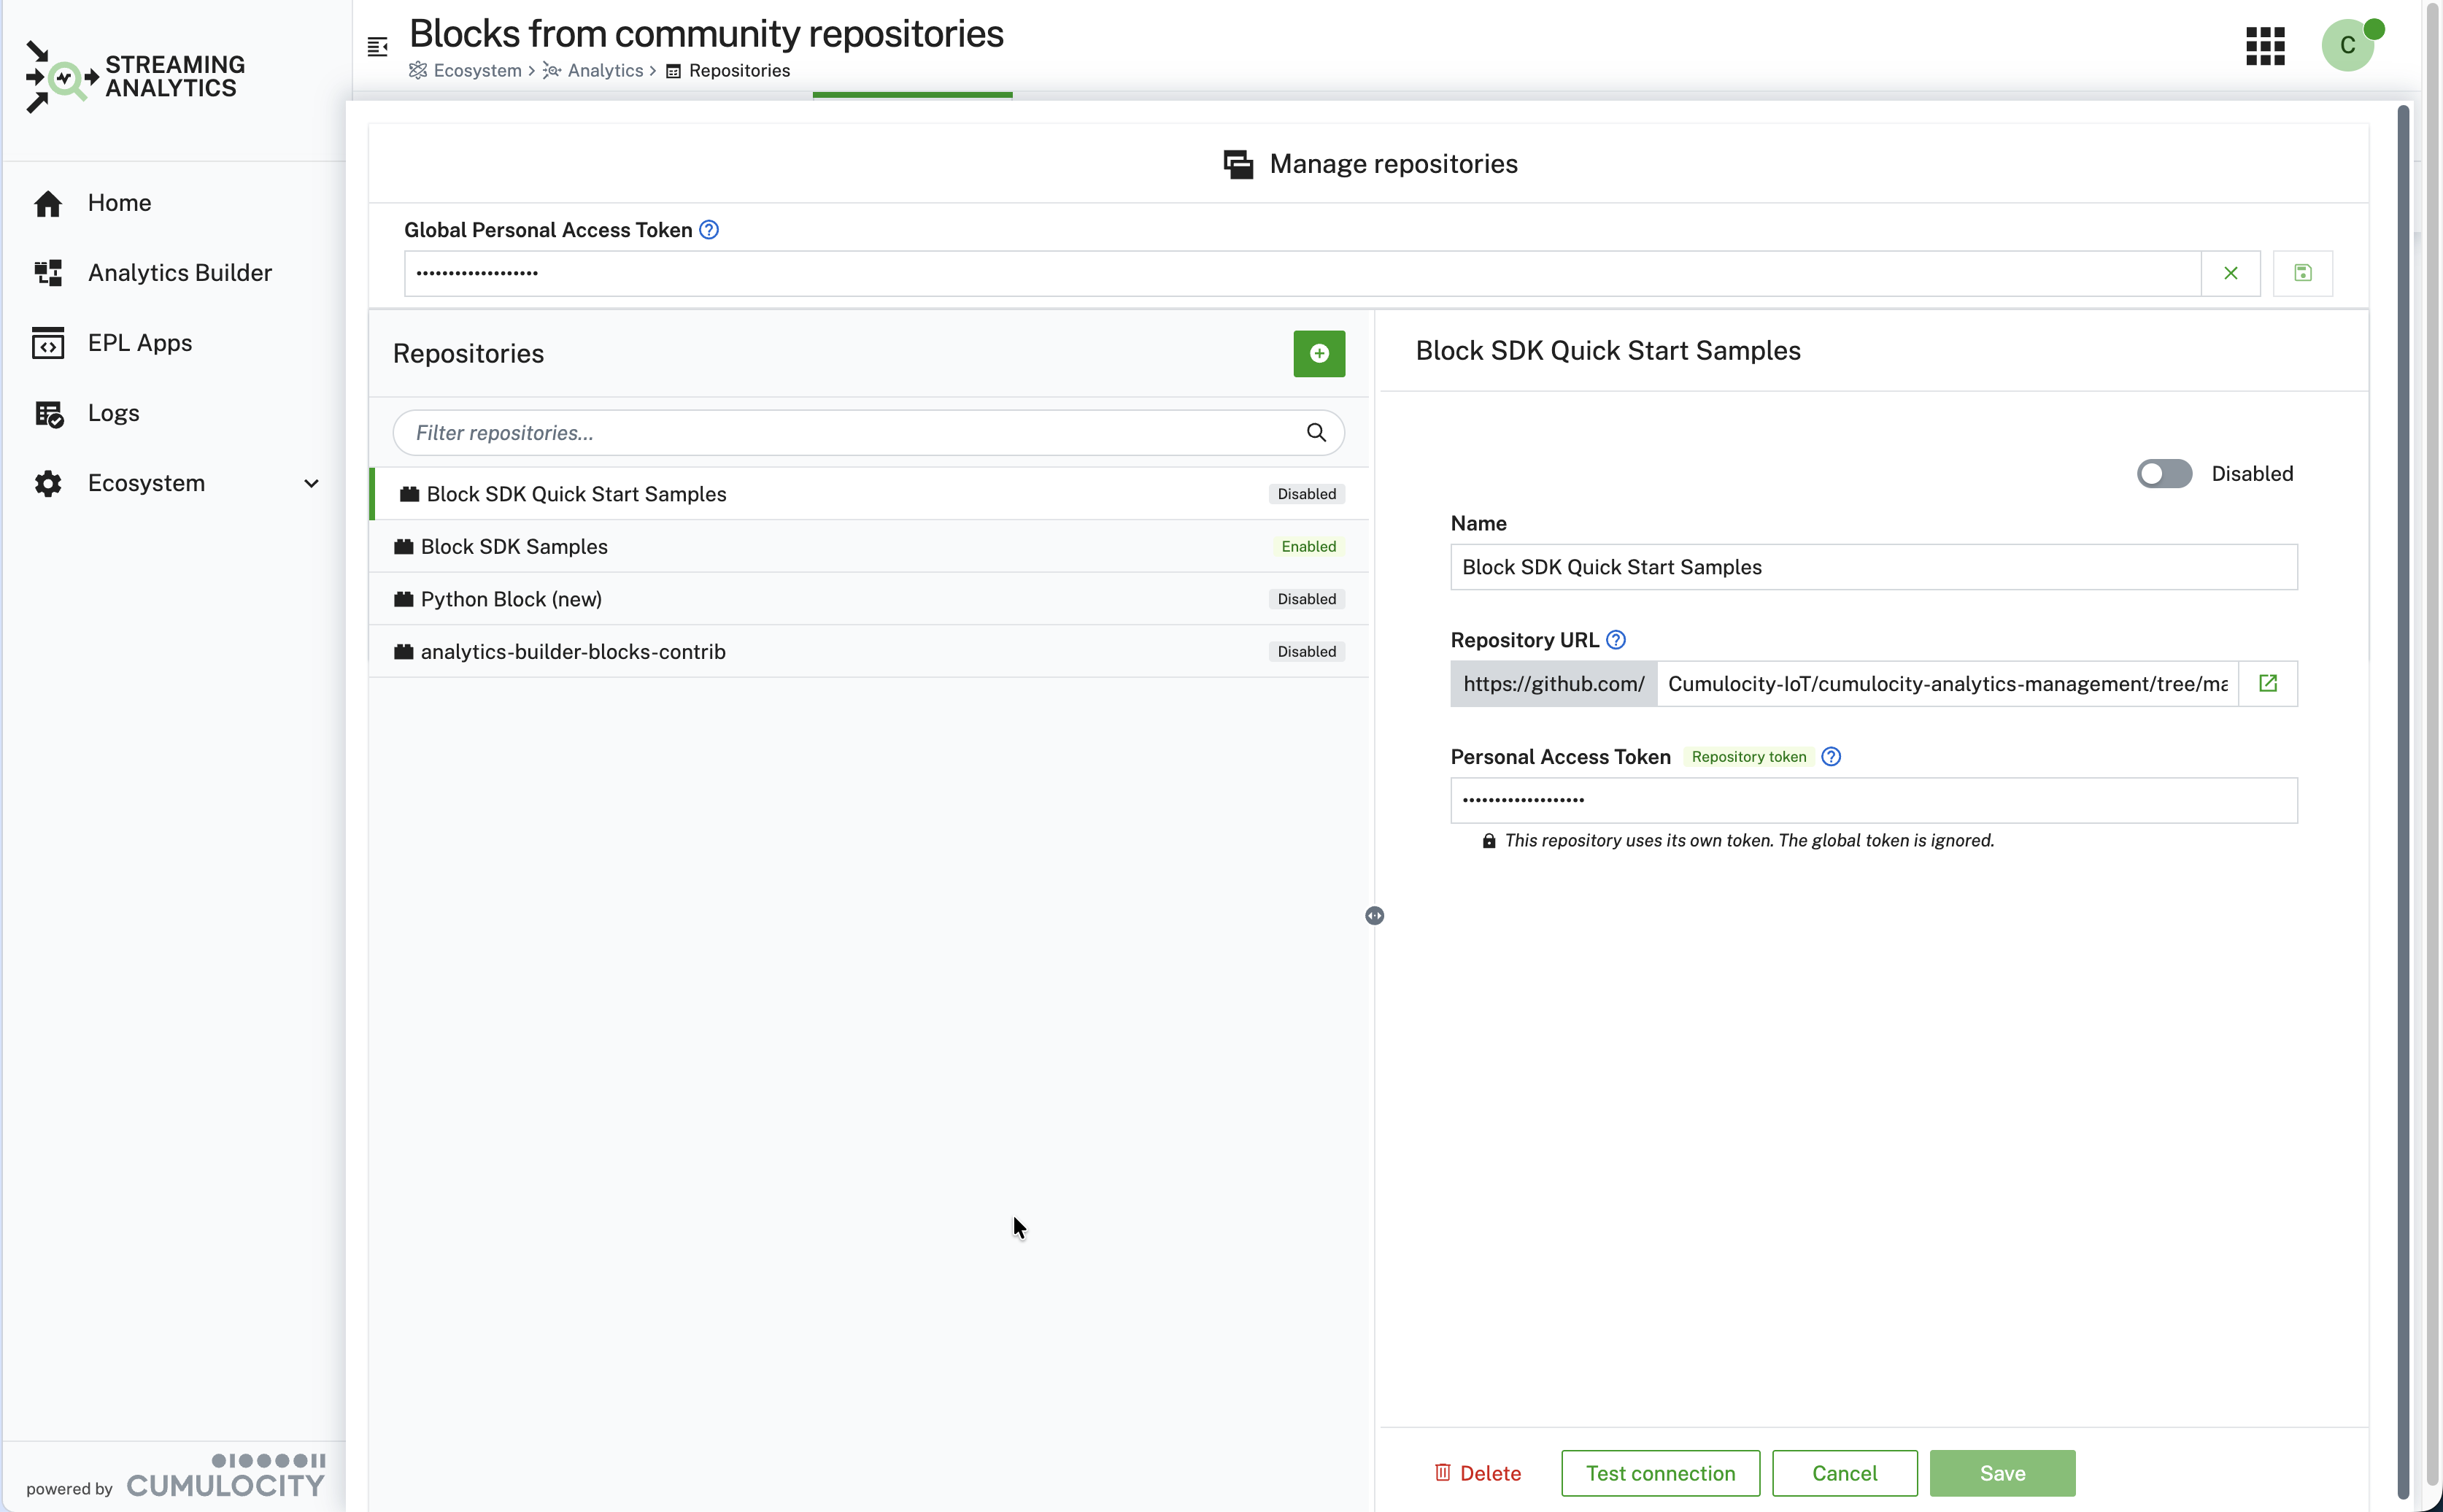 STREAMING
ANALYTICS
Blocks from community repositories
Ecosystem > Analytics > Repositories
C
Home
Analytics Builder
EPL Apps
Logs
Ecosystem
Manage repositories
Global Personal Access Token ?
•••••••••••••••••••
Repositories
Filter repositories...
Block SDK Quick Start Samples Disabled
Block SDK Samples Enabled
Python Block (new) Disabled
analytics-builder-blocks-contrib Disabled
Block SDK Quick Start Samples
Disabled
Name
Block SDK Quick Start Samples
Repository URL ?
https://github.com/ Cumulocity-IoT/cumulocity-analytics-management/tree/ma
Personal Access Token Repository token ?
•••••••••••••••••••
This repository uses its own token. The global token is ignored.
Delete Test connection Cancel Save
powered by CUMULOCITY